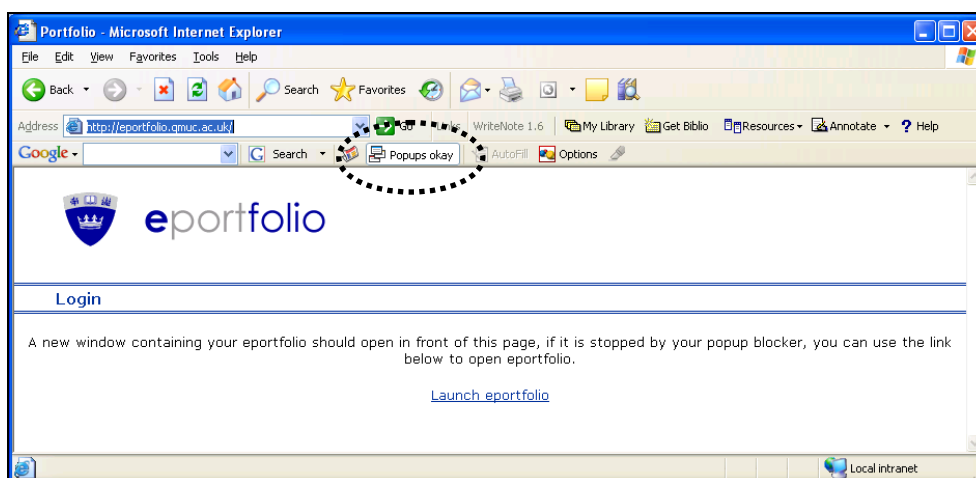 Portfolio - Microsoft Internet Explorer
File Edit View Favorites Tools Help
Back Search Favorites
Address http://eportfolio.qmuc.ac.uk/ Go Links WriteNote 1.6 My Library Get Biblio Resources Annotate ? Help
Google G Search Popups okay AutoFill Options
eportfolio
Login
A new window containing your eportfolio should open in front of this page, if it is stopped by your popup blocker, you can use the link
below to open eportfolio.
Launch eportfolio
Local intranet